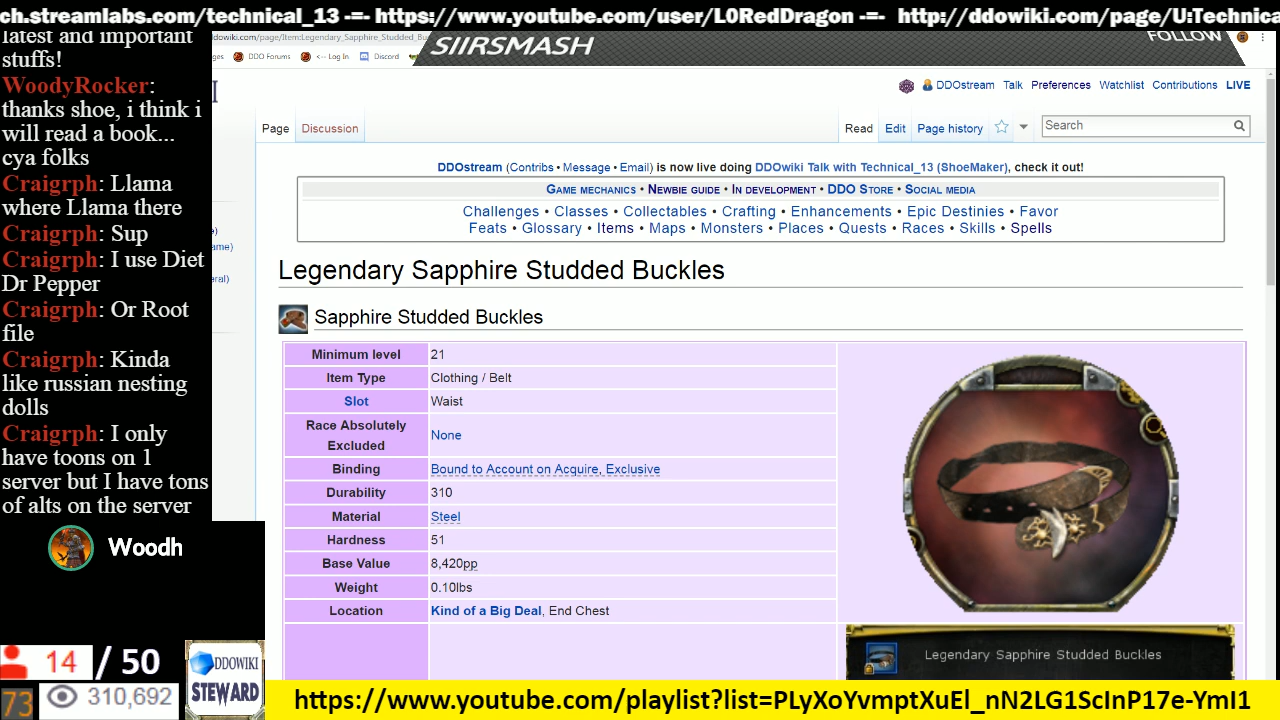 ch.streamlabs.com/technical_13 -=- https://www.youtube.com/user/L0RedDragon -=- http://ddowiki.com/page/U:Technica
latest and important
stuffs!
WoodyRocker:
thanks shoe, i think i
will read a book...
cya folks
Craigrph: Llama
where Llama there
Craigrph: Sup
Craigrph: I use Diet
Dr Pepper
Craigrph: Or Root
file
Craigrph: Kinda
like russian nesting
dolls
Craigrph: I only
have toons on 1
server but I have tons
of alts on the server
Woodh
14 / 50
73 310,692
DDOWIKI
STEWARD
ldowiki.com/page/Item:Legendary_Sapphire_Studded_Bu
ges DDO Forums <-- Log In Discord
SIIRSMASH
FOLLOW
DDOstream Talk Preferences Watchlist Contributions LIVE
Page Discussion Read Edit Page history Search
DDOstream (Contribs • Message • Email) is now live doing DDOwiki Talk with Technical_13 (ShoeMaker), check it out!
Game mechanics • Newbie guide • In development • DDO Store • Social media
Challenges • Classes • Collectables • Crafting • Enhancements • Epic Destinies • Favor
Feats • Glossary • Items • Maps • Monsters • Places • Quests • Races • Skills • Spells
e)
ame)
eral)
Legendary Sapphire Studded Buckles
Sapphire Studded Buckles
Minimum level 21
Item Type Clothing / Belt
Slot Waist
Race Absolutely
Excluded None
Binding Bound to Account on Acquire, Exclusive
Durability 310
Material Steel
Hardness 51
Base Value 8,420pp
Weight 0.10lbs
Location Kind of a Big Deal, End Chest
Legendary Sapphire Studded Buckles
https://www.youtube.com/playlist?list=PLyXoYvmptXuEl_nN2LG1ScInP17e-YmI1